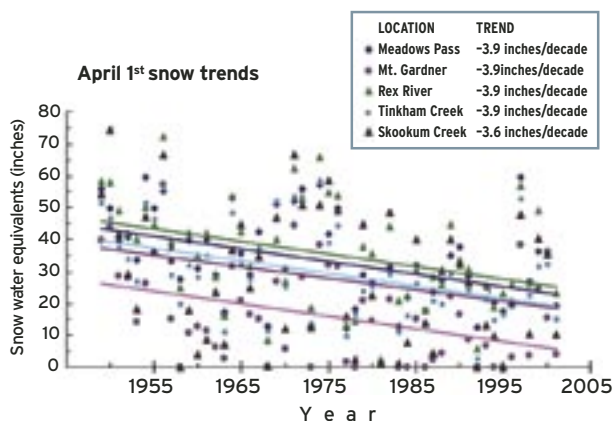 LOCATION TREND
Meadows Pass –3.9 inches/decade
Mt. Gardner –3.9inches/decade
Rex River –3.9 inches/decade
Tinkham Creek –3.9 inches/decade
Skookum Creek –3.6 inches/decade
April 1st snow trends
Snow water equivalents (inches)
80
70
60
50
40
30
20
10
0
1955 1965 1975 1985 1995 2005
Year